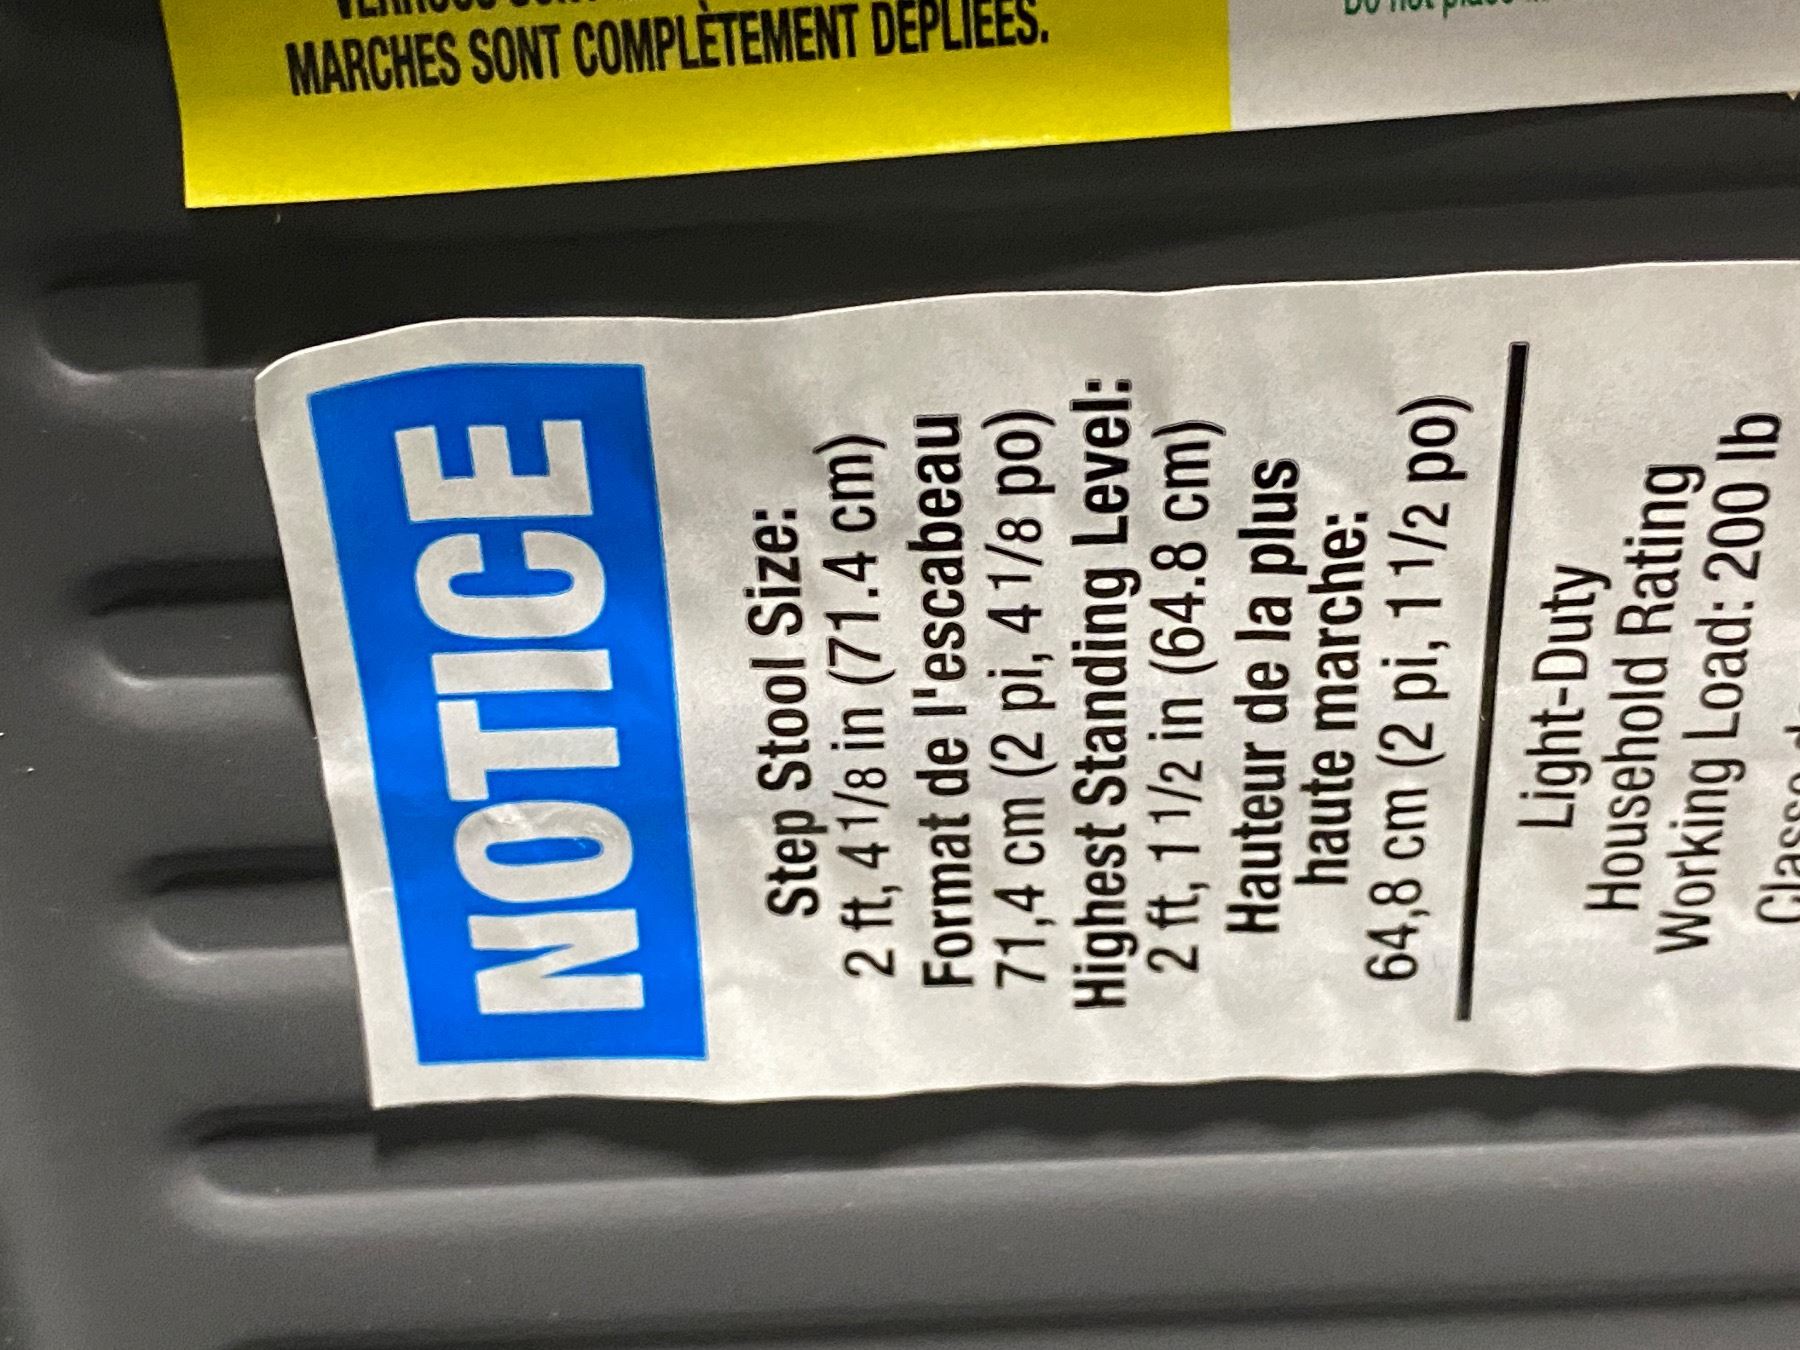 MARCHES SONT COMPLÈTEMENT DÉPLIÉES.
Do not
NOTICE
Step Stool Size:
2 ft, 4 1/8 in (71.4 cm)
Format de l'escabeau
71,4 cm (2 pi, 4 1/8 po)
Highest Standing Level:
2 ft, 1 1/2 in (64.8 cm)
Hauteur de la plus
haute marche:
64,8 cm (2 pi, 1 1/2 po)
Light-Duty
Household Rating
Working Load: 200 lb